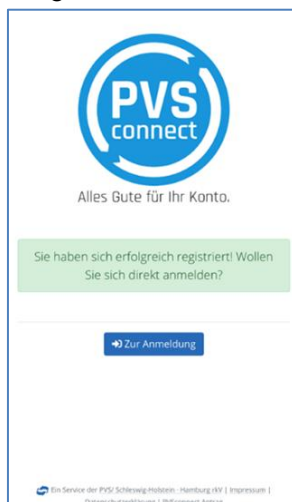 PVS
connect
Alles Gute für Ihr Konto.
Sie haben sich erfolgreich registriert! Wollen
Sie sich direkt anmelden?
Zur Anmeldung
Ein Service der PVS/ Schleswig-Holstein - Hamburg rkV | Impressum |